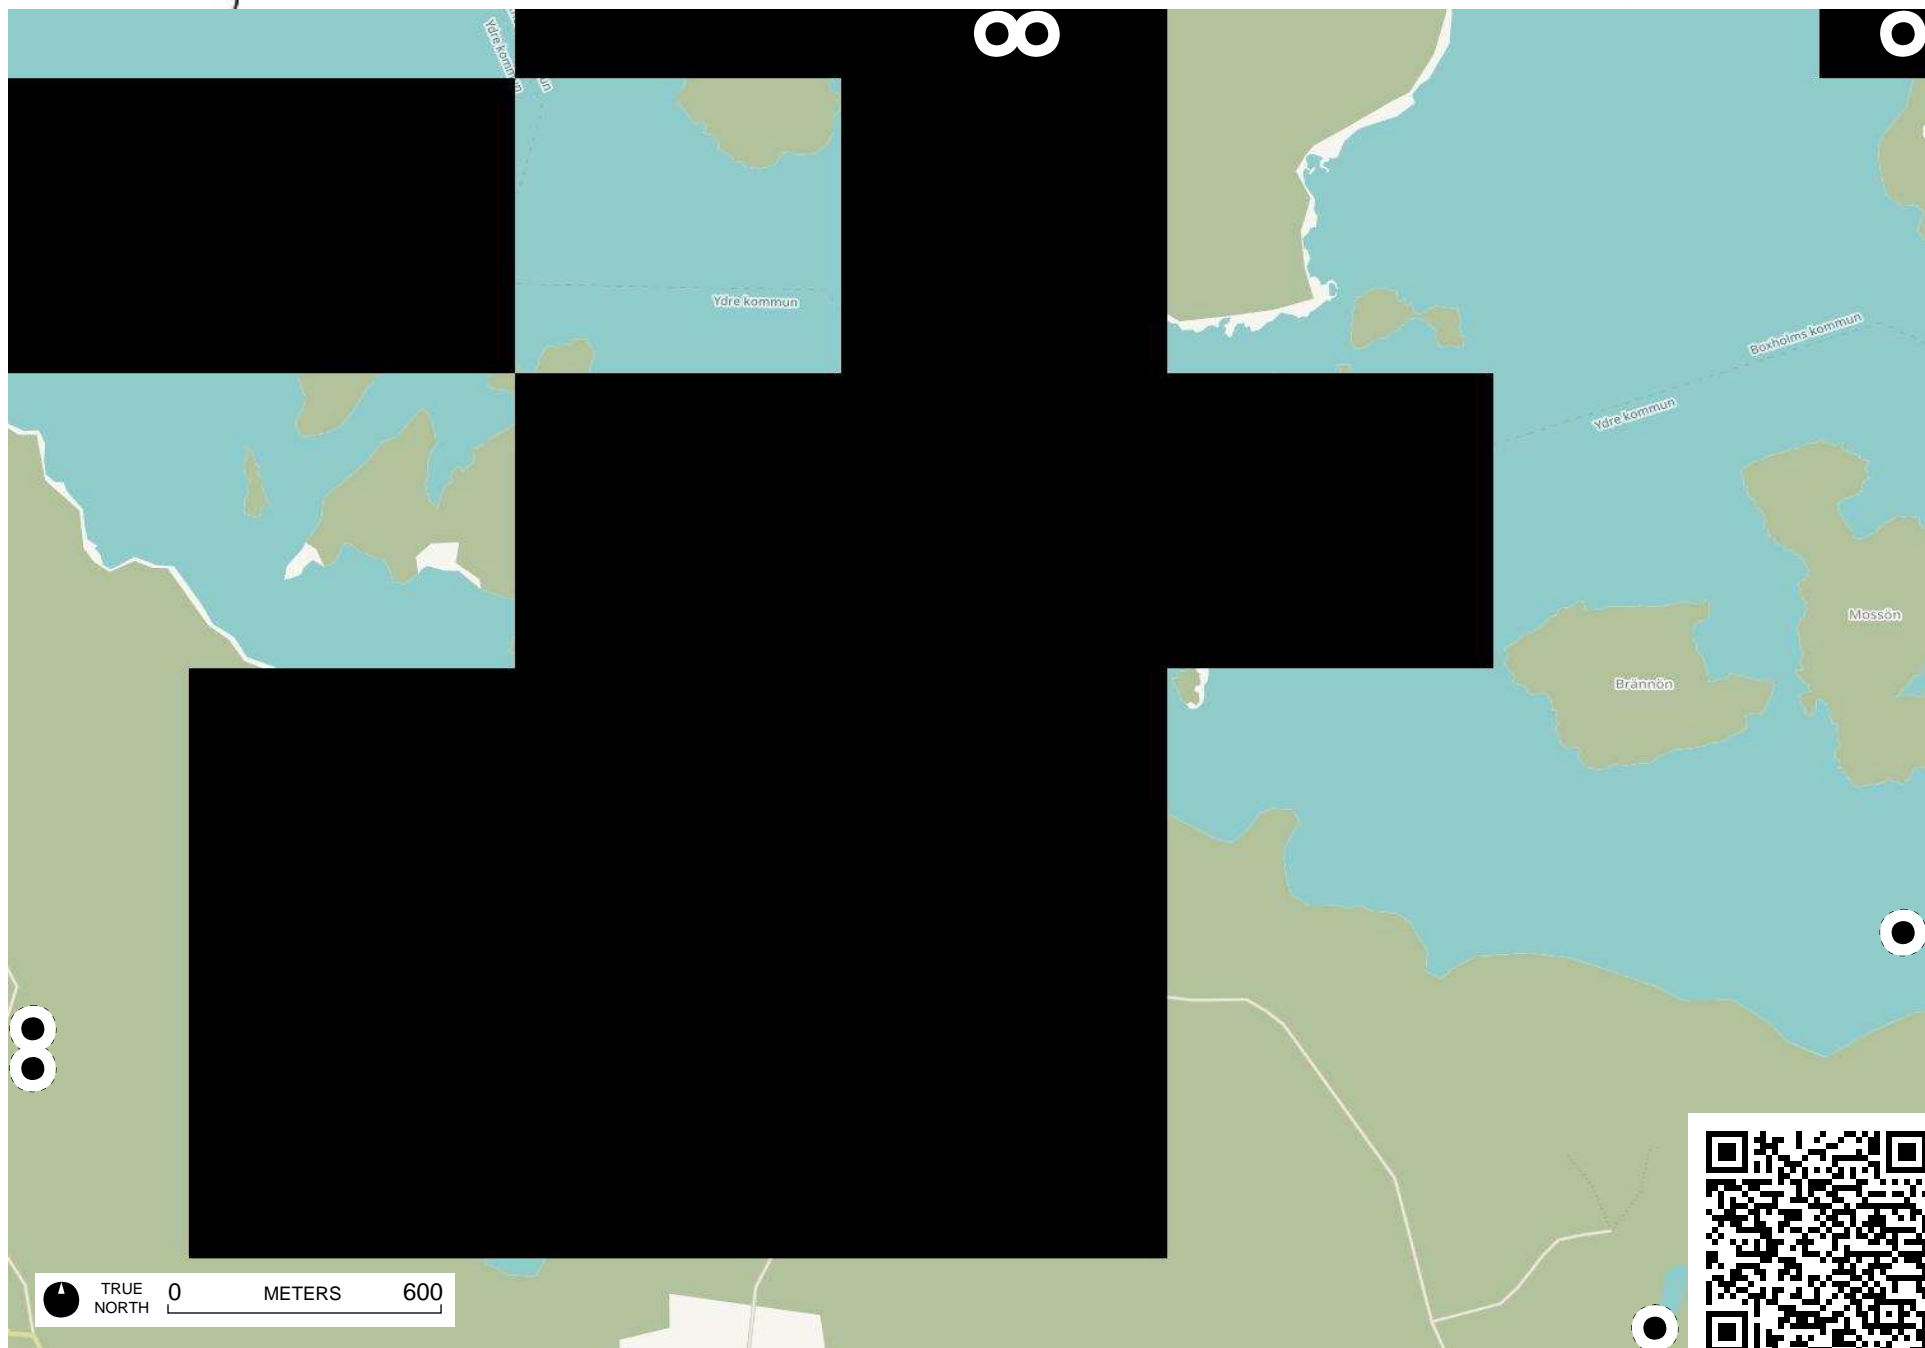 Ydre kommun
Ydre kommun
Boxholms kommun
Ydre kommun
Mossön
Brännön
TRUE
NORTH
0 METERS 600